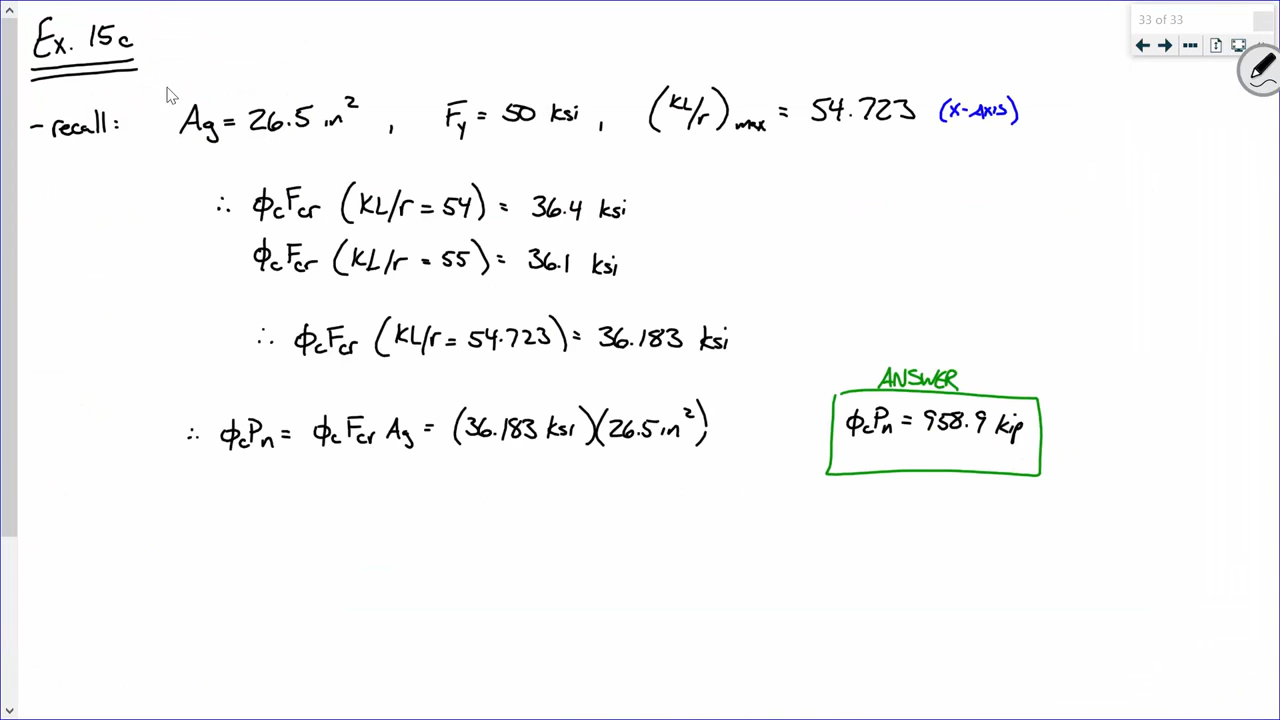 33 of 33
Ex. 15c
- recall: Ag = 26.5 in², Fy = 50 ksi, (KL/r)max = 54.723 (X-AXIS)
∴ ϕcFcr (KL/r = 54) = 36.4 ksi
ϕcFcr (KL/r = 55) = 36.1 ksi
∴ ϕcFcr (KL/r = 54.723) = 36.183 ksi
∴ ϕcPn = ϕcFcr Ag = (36.183 ksi)(26.5 in²)
ANSWER
ϕcPn = 958.9 kip